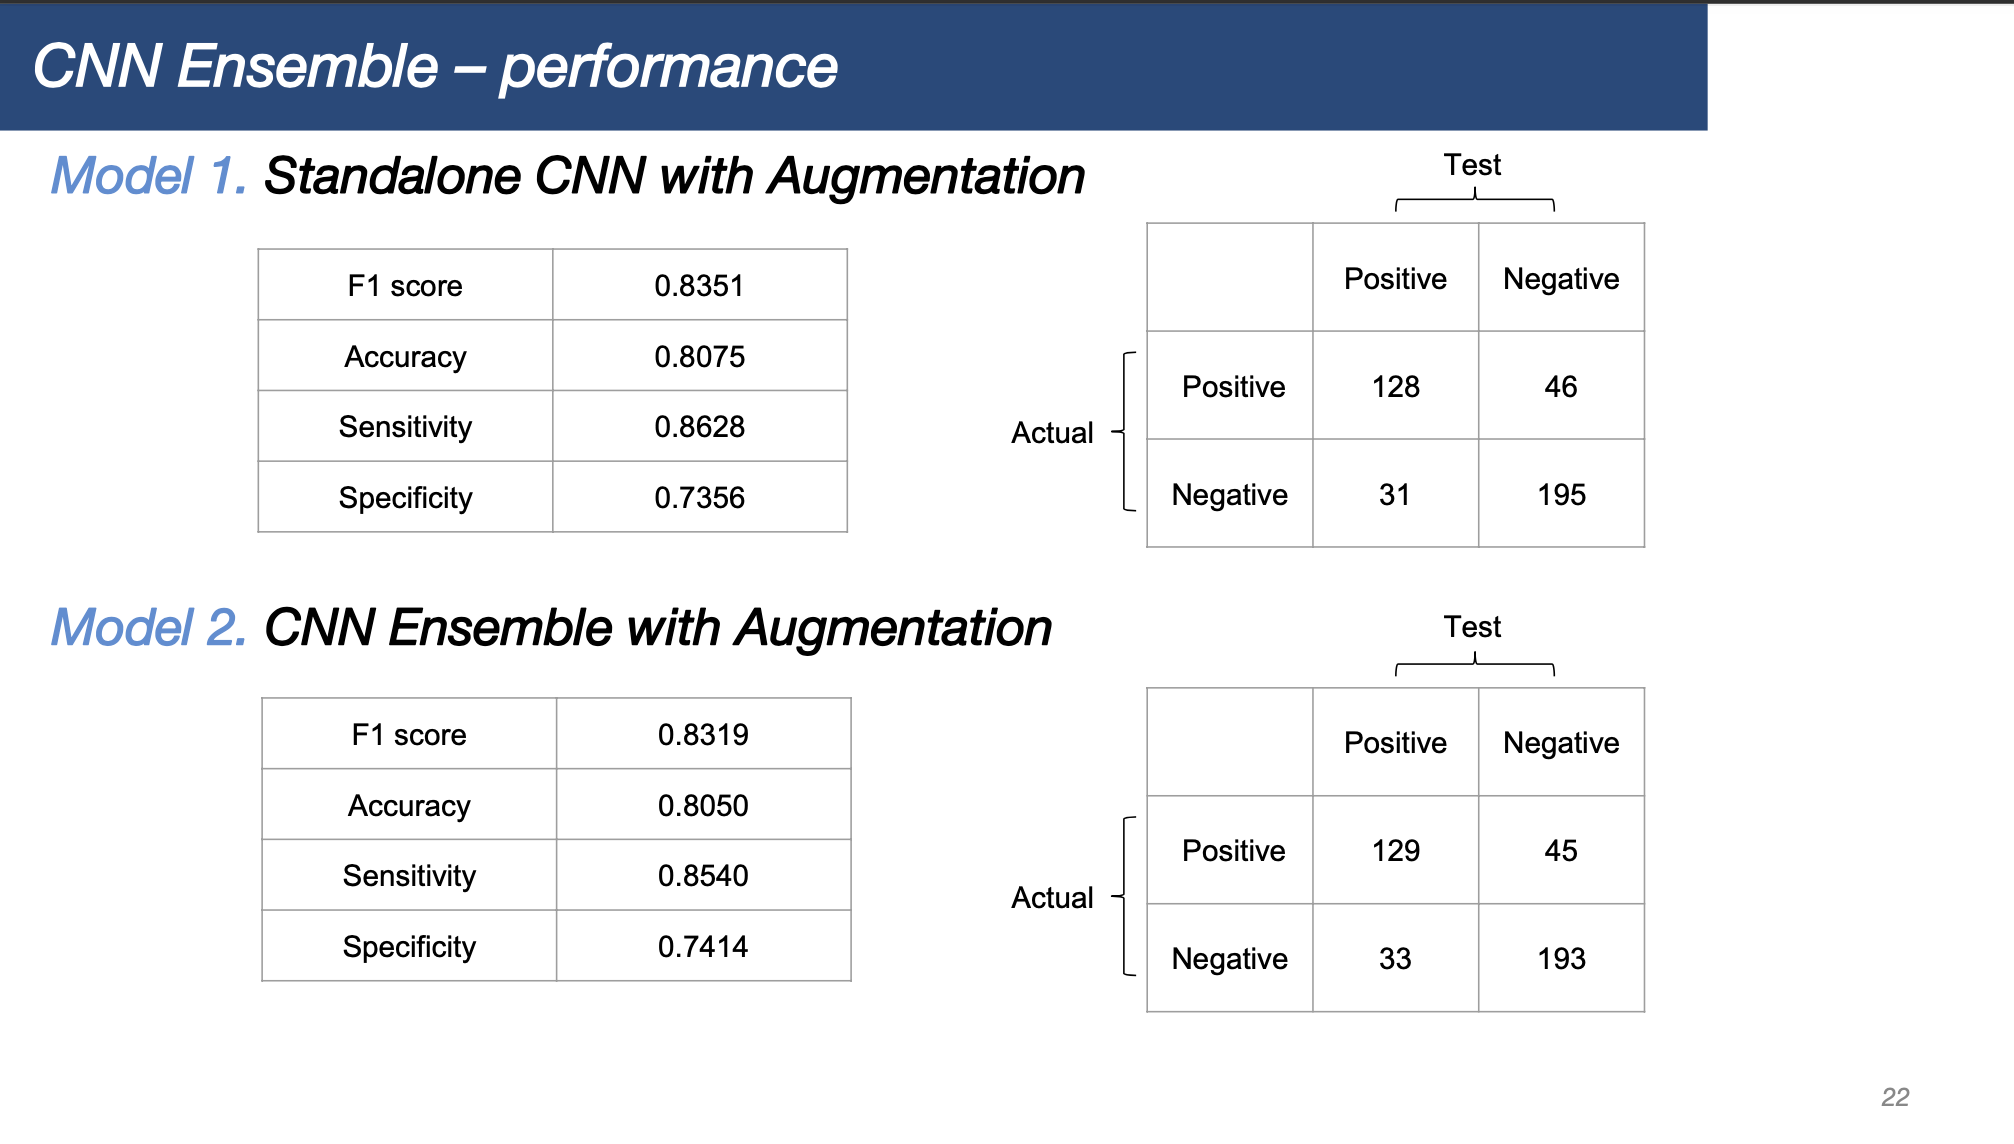 CNN Ensemble – performance
Model 1. Standalone CNN with Augmentation
F1 score 0.8351
Accuracy 0.8075
Sensitivity 0.8628
Specificity 0.7356
Test
Positive Negative
Actual
Positive 128 46
Negative 31 195
Model 2. CNN Ensemble with Augmentation
F1 score 0.8319
Accuracy 0.8050
Sensitivity 0.8540
Specificity 0.7414
Test
Positive Negative
Actual
Positive 129 45
Negative 33 193
22